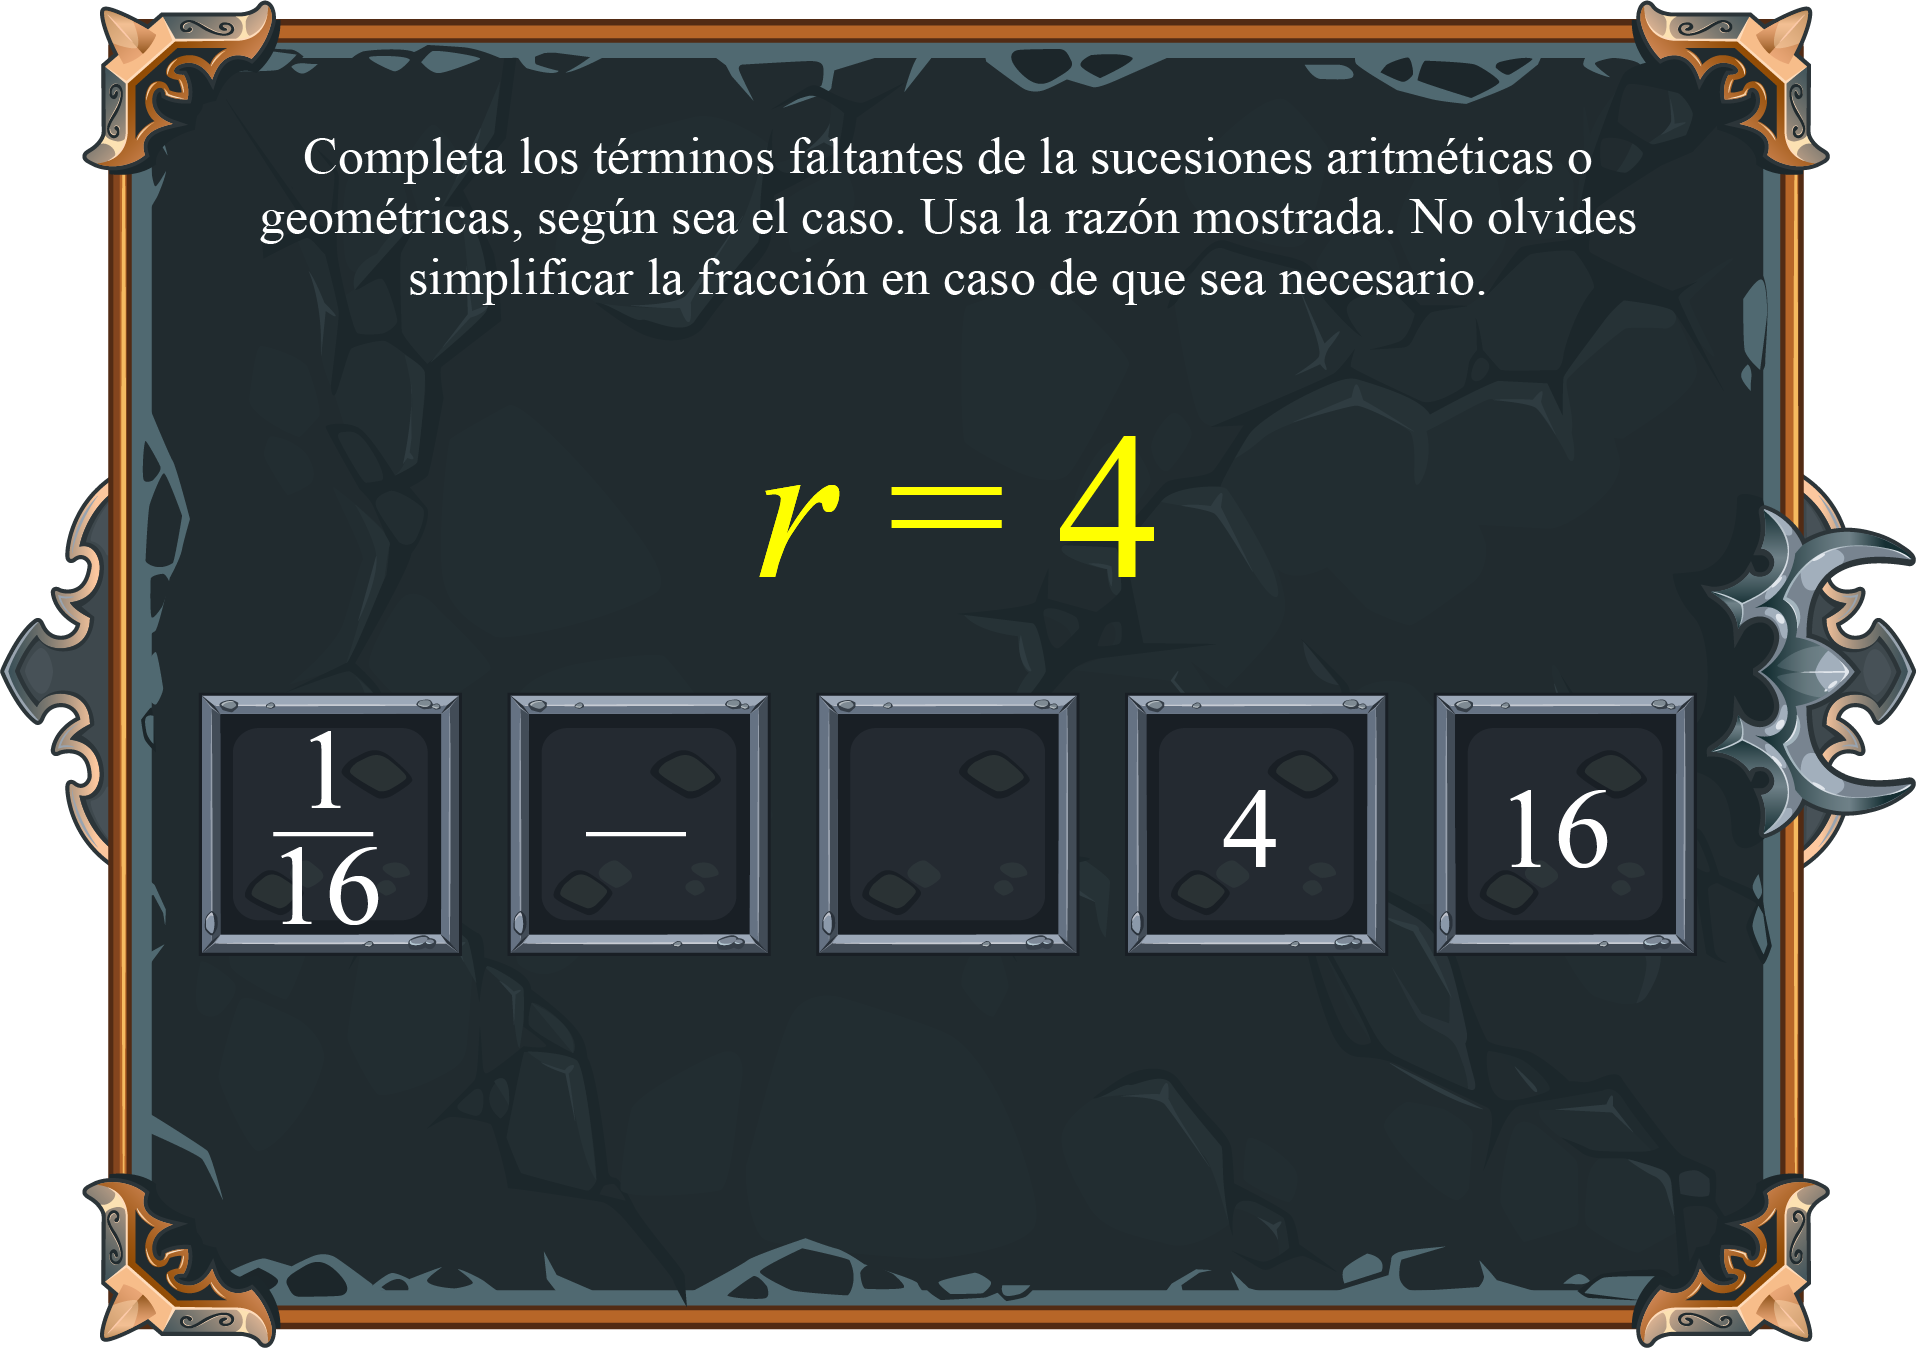 Completa los términos faltantes de la sucesiones aritméticas o
geométricas, según sea el caso. Usa la razón mostrada. No olvides
simplificar la fracción en caso de que sea necesario.
r = 4
1/16 — 4 16